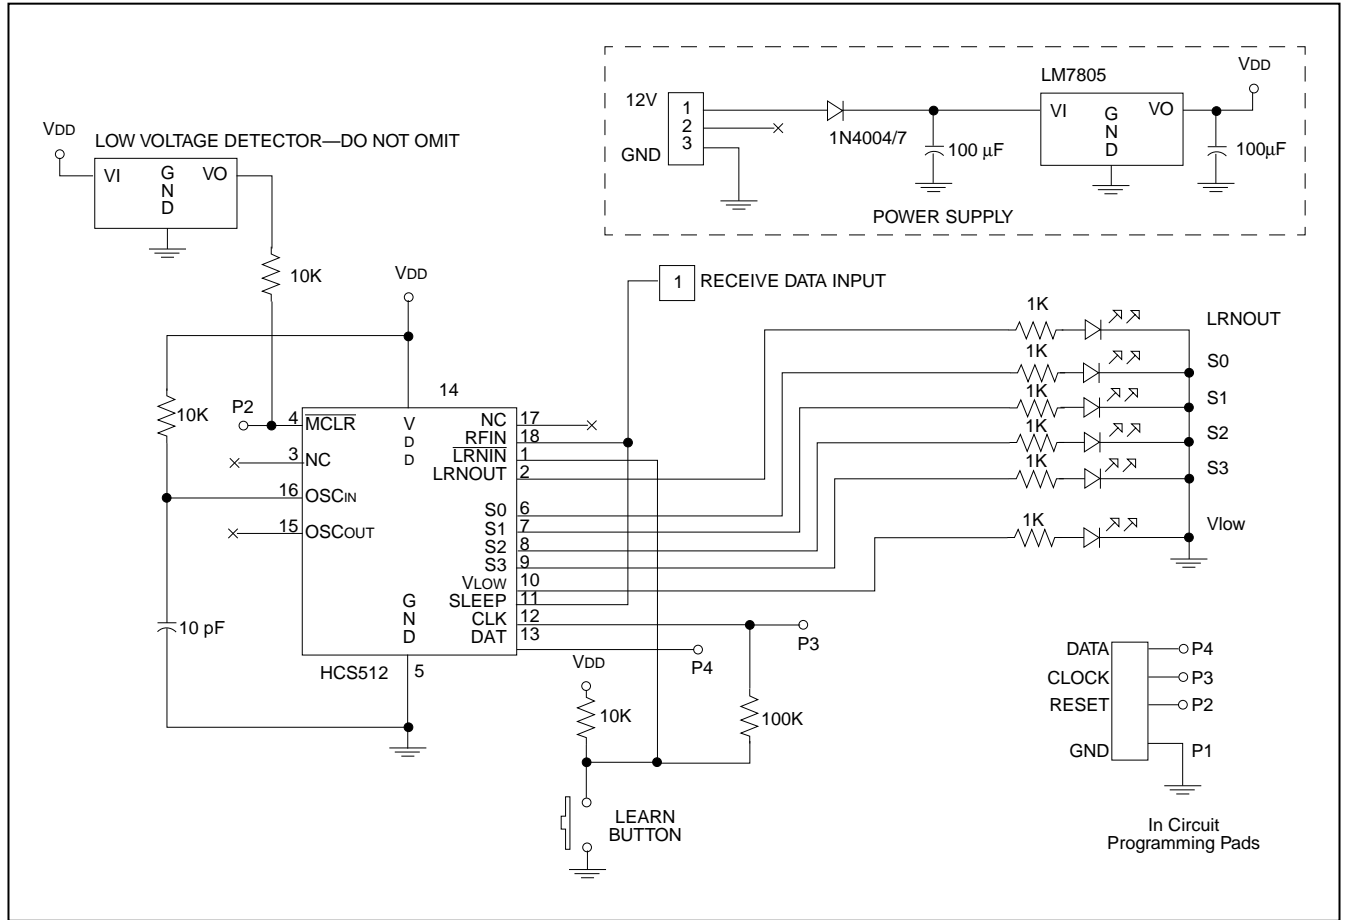 LM7805
VDD
12V
1
2
3
GND
1N4004/7
100 µF
VI
GND
VO
100µF
POWER SUPPLY
VDD
LOW VOLTAGE DETECTOR—DO NOT OMIT
VI
GND
VO
10K
VDD
1
RECEIVE DATA INPUT
10K
P2
14
4
MCLR
VDD
3
NC
16
OSCIN
15
OSCOUT
NC
17
RFIN
18
LRNIN
1
LRNOUT
2
S0
6
S1
7
S2
8
S3
9
VLOW
10
SLEEP
11
CLK
12
DAT
13
GND
10 pF
HCS512
5
1K
LRNOUT
1K
S0
1K
S1
1K
S2
1K
S3
1K
Vlow
P3
P4
VDD
10K
100K
LEARN
BUTTON
DATA
P4
CLOCK
P3
RESET
P2
GND
P1
In Circuit
Programming Pads